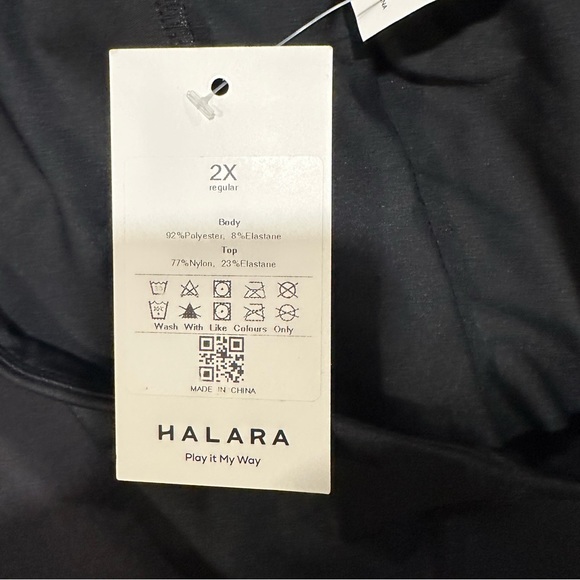 2X
regular
Body
92%Polyester, 8%Elastane
Top
77%Nylon, 23%Elastane
Wash With Like Colours Only
MADE IN CHINA
HALARA
Play it My Way